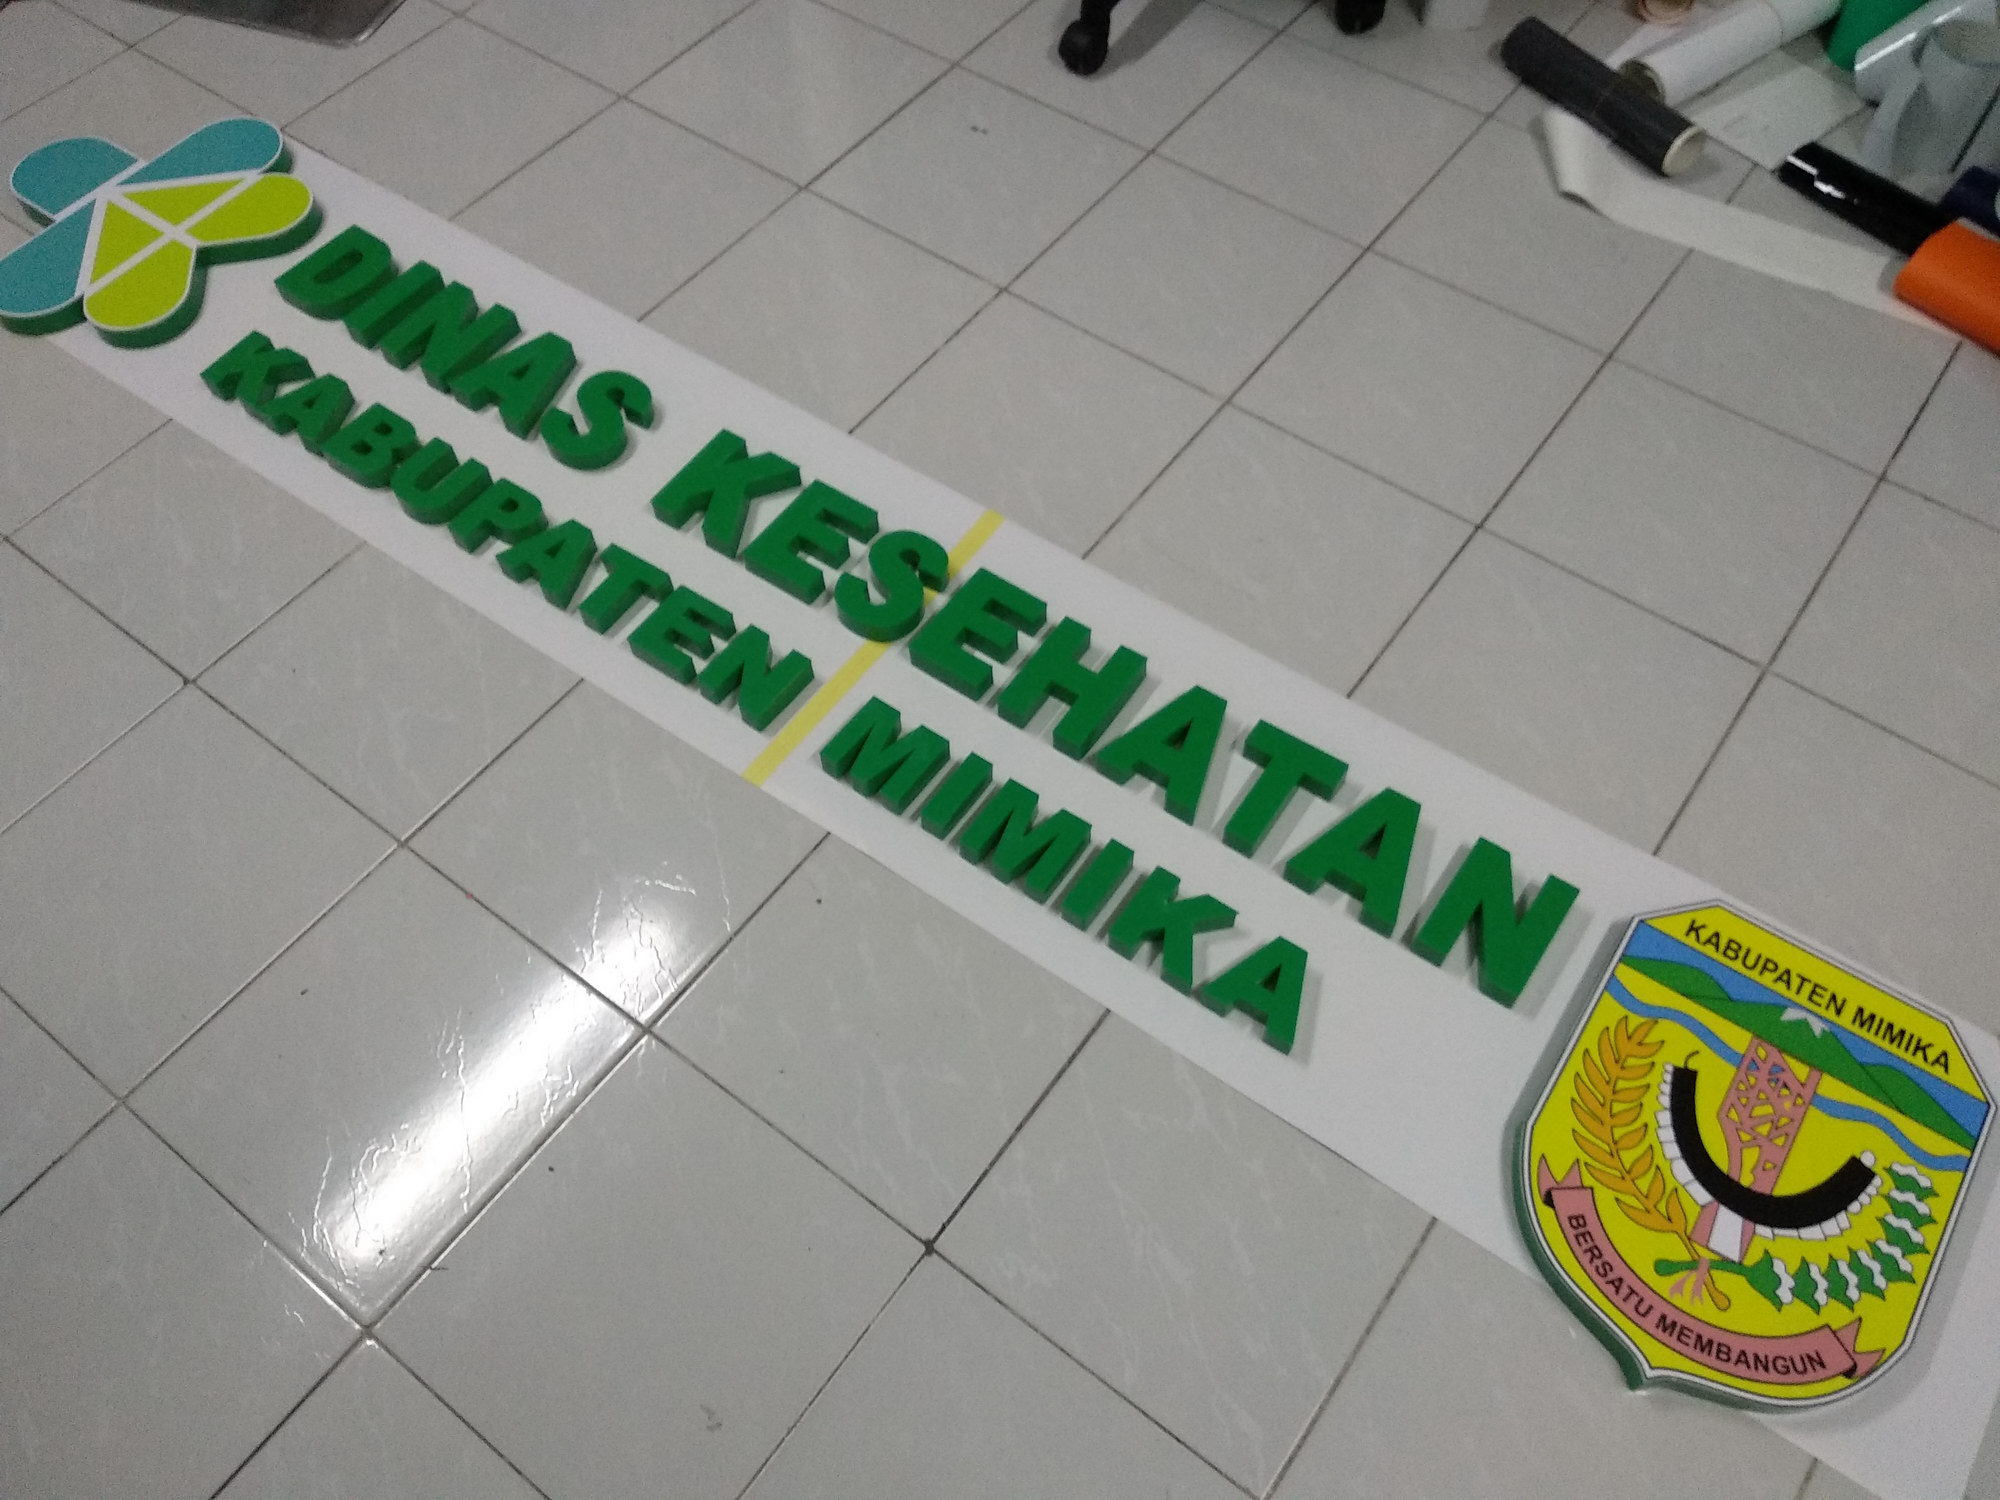 DINAS KESEHATAN
KABUPATEN MIMIKA
KABUPATEN MIMIKA
BERSATU MEMBANGUN